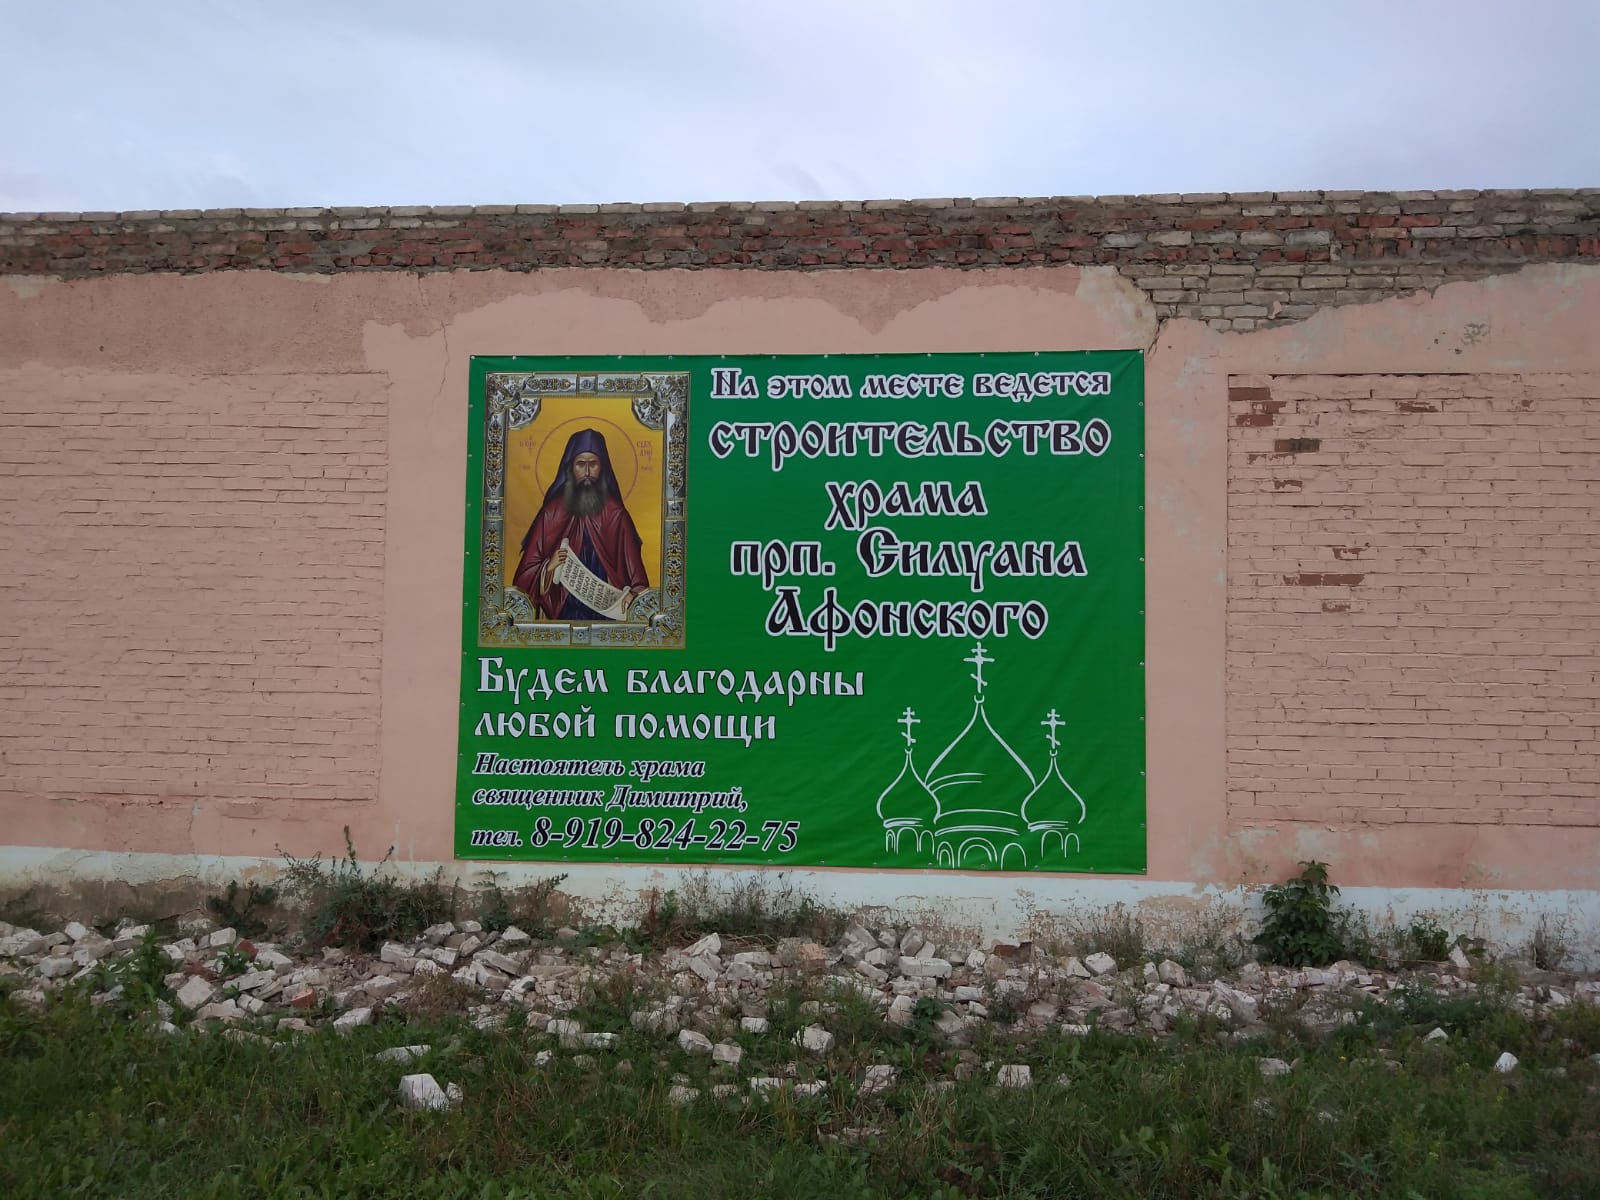 На этом месте ведется
строительство
храма
прп. Силуана
Афонского
Будем благодарны
любой помощи
Настоятель храма
священник Димитрий,
тел. 8-919-824-22-75